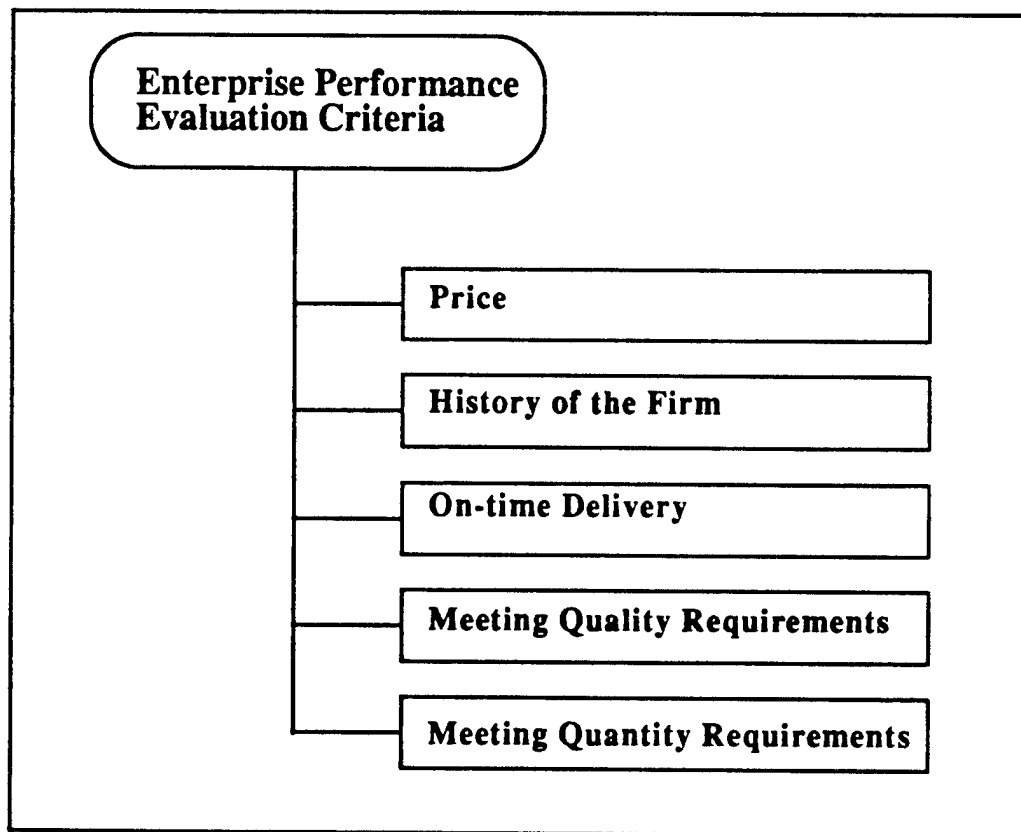 Enterprise Performance
Evaluation Criteria
Price
History of the Firm
On-time Delivery
Meeting Quality Requirements
Meeting Quantity Requirements